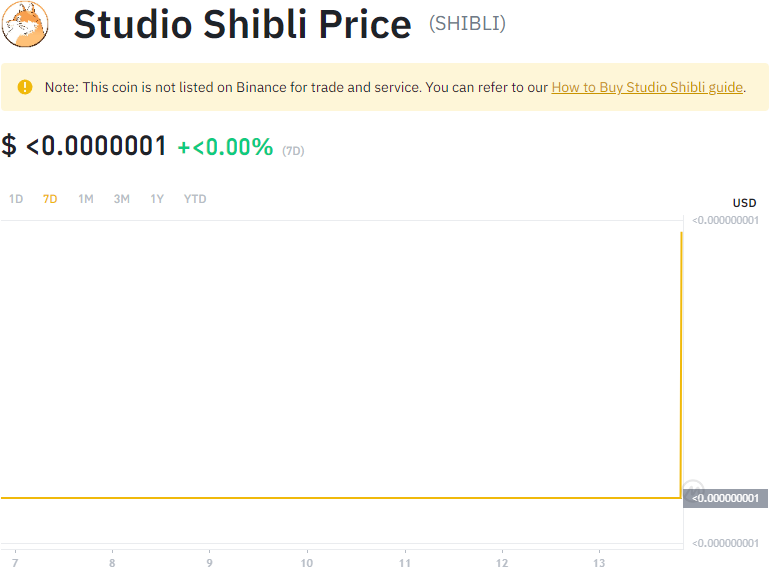 Studio Shibli Price (SHIBLI)
Note: This coin is not listed on Binance for trade and service. You can refer to our How to Buy Studio Shibli guide.
$ <0.0000001 +<0.00% (7D)
1D 7D 1M 3M 1Y YTD
USD
<0.000000001
<0.000000001
<0.000000001
7 8 9 10 11 12 13